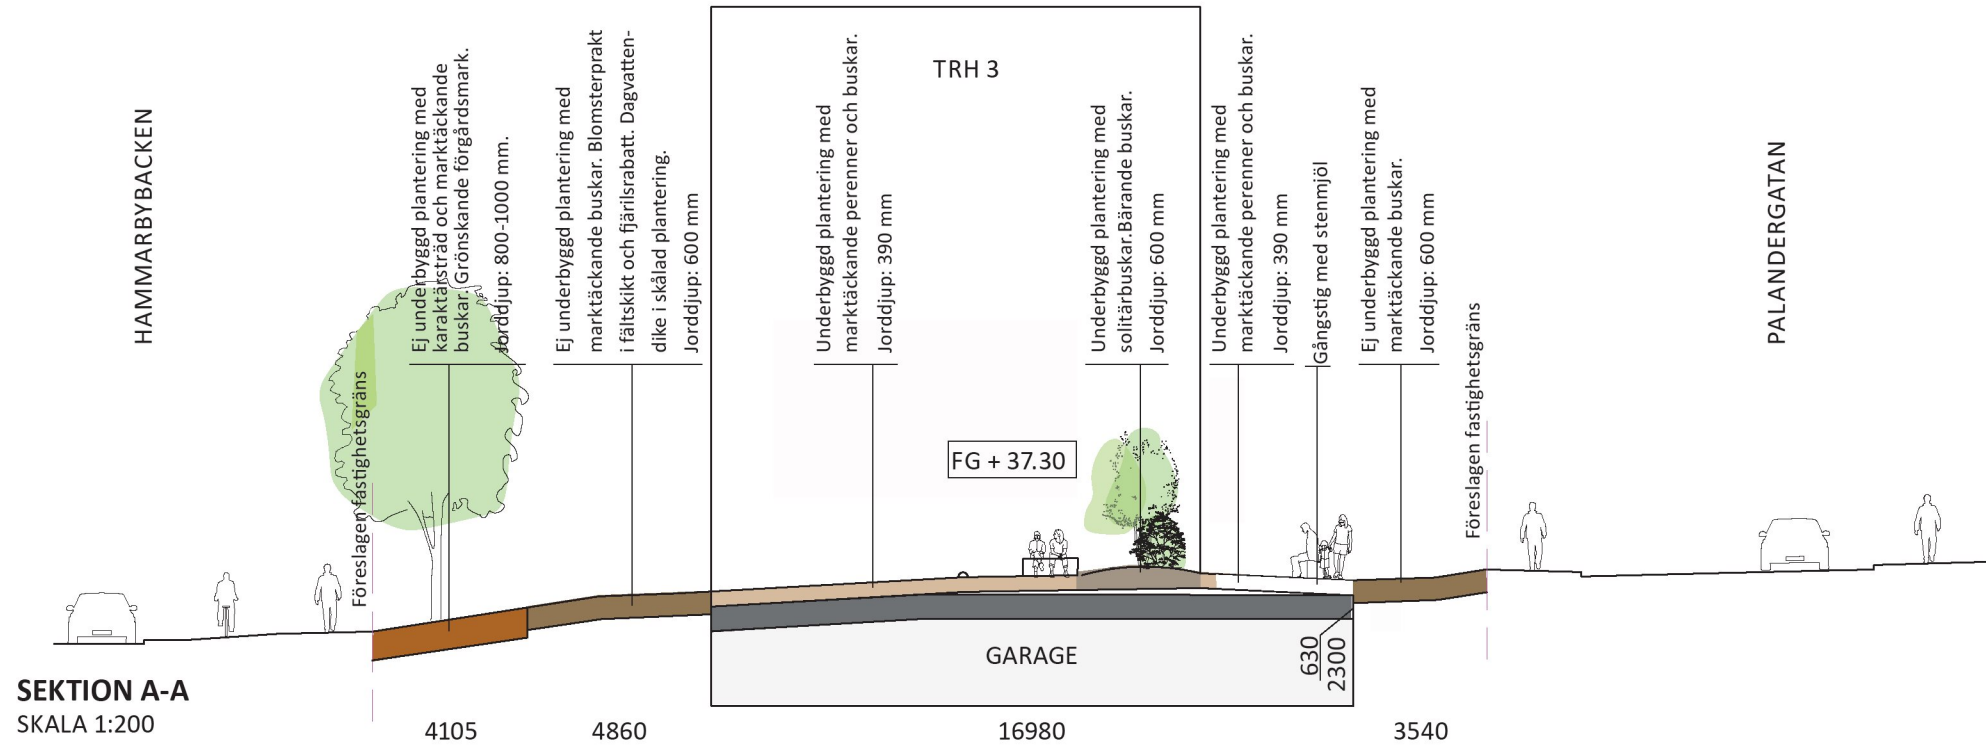 HAMMARBYBACKEN
Föreslagen fastighetsgräns
Ej underbyggd plantering med
karaktärsträd och marktäckande
buskar. Grönskande förgårdsmark.
Jorddjup: 800-1000 mm.
Ej underbyggd plantering med
marktäckande buskar. Blomsterprakt
i fältskikt och fjärilsrabatt. Dagvatten-
dike i skålad plantering.
Jorddjup: 600 mm
Underbyggd plantering med
marktäckande perenner och buskar.
Jorddjup: 390 mm
TRH 3
FG + 37.30
Underbyggd plantering med
solitärbuskar.Bärande buskar.
Jorddjup: 600 mm
Underbyggd plantering med
marktäckande perenner och buskar.
Jorddjup: 390 mm
Gångstig med stenmjöl
Ej underbyggd plantering med
marktäckande buskar.
Jorddjup: 600 mm
Föreslagen fastighetsgräns
PALANDERGATAN
GARAGE
630
2300
SEKTION A-A
SKALA 1:200
4105
4860
16980
3540